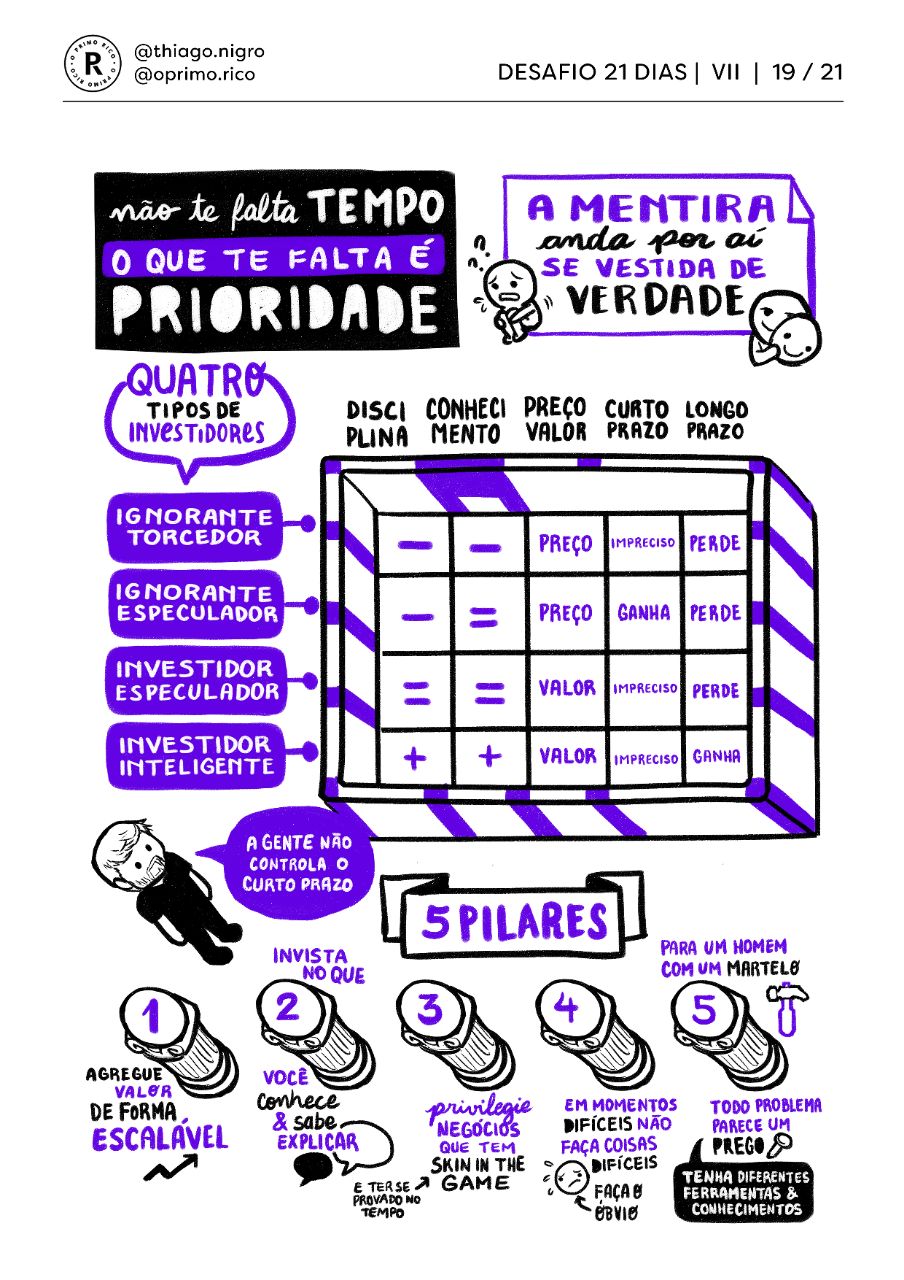 R
O PRIMO RICO • O PRIMO RICO •
@thiago.nigro
@oprimo.rico
DESAFIO 21 DIAS | VII | 19 / 21
não te falta TEMPO
O QUE TE FALTA É
PRIORIDADE
A MENTIRA
anda por aí
SE VESTIDA DE
VERDADE
? ? ?
QUATRO
TIPOS DE
INVESTIDORES
DISCI
PLINA
CONHECI
MENTO
PREÇO
VALOR
CURTO
PRAZO
LONGO
PRAZO
IGNORANTE
TORCEDOR
– – PREÇO IMPRECISO PERDE
IGNORANTE
ESPECULADOR
– = PREÇO GANHA PERDE
INVESTIDOR
ESPECULADOR
= = VALOR IMPRECISO PERDE
INVESTIDOR
INTELIGENTE
+ + VALOR IMPRECISO GANHA
A GENTE NÃO
CONTROLA O
CURTO PRAZO
5 PILARES
1
AGREGUE
VALOR
DE FORMA
ESCALÁVEL
INVISTA
NO QUE
2
VOCÊ
conhece
& sabe
EXPLICAR
3
privilegie
NEGÓCIOS
QUE TEM
SKIN IN THE
GAME
E TER SE
PROVADO NO
TEMPO
4
EM MOMENTOS
DIFÍCEIS NÃO
FAÇA COISAS
DIFÍCEIS
FAÇA O
ÓBVIO
PARA UM HOMEM
COM UM MARTELO
5
TODO PROBLEMA
PARECE UM
PREGO
TENHA DIFERENTES
FERRAMENTAS &
CONHECIMENTOS